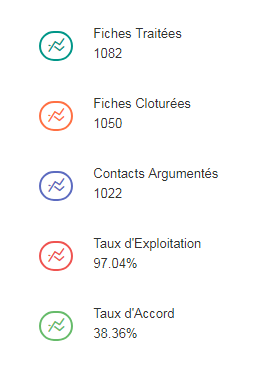 Fiches Traitées
1082
Fiches Cloturées
1050
Contacts Argumentés
1022
Taux d'Exploitation
97.04%
Taux d'Accord
38.36%